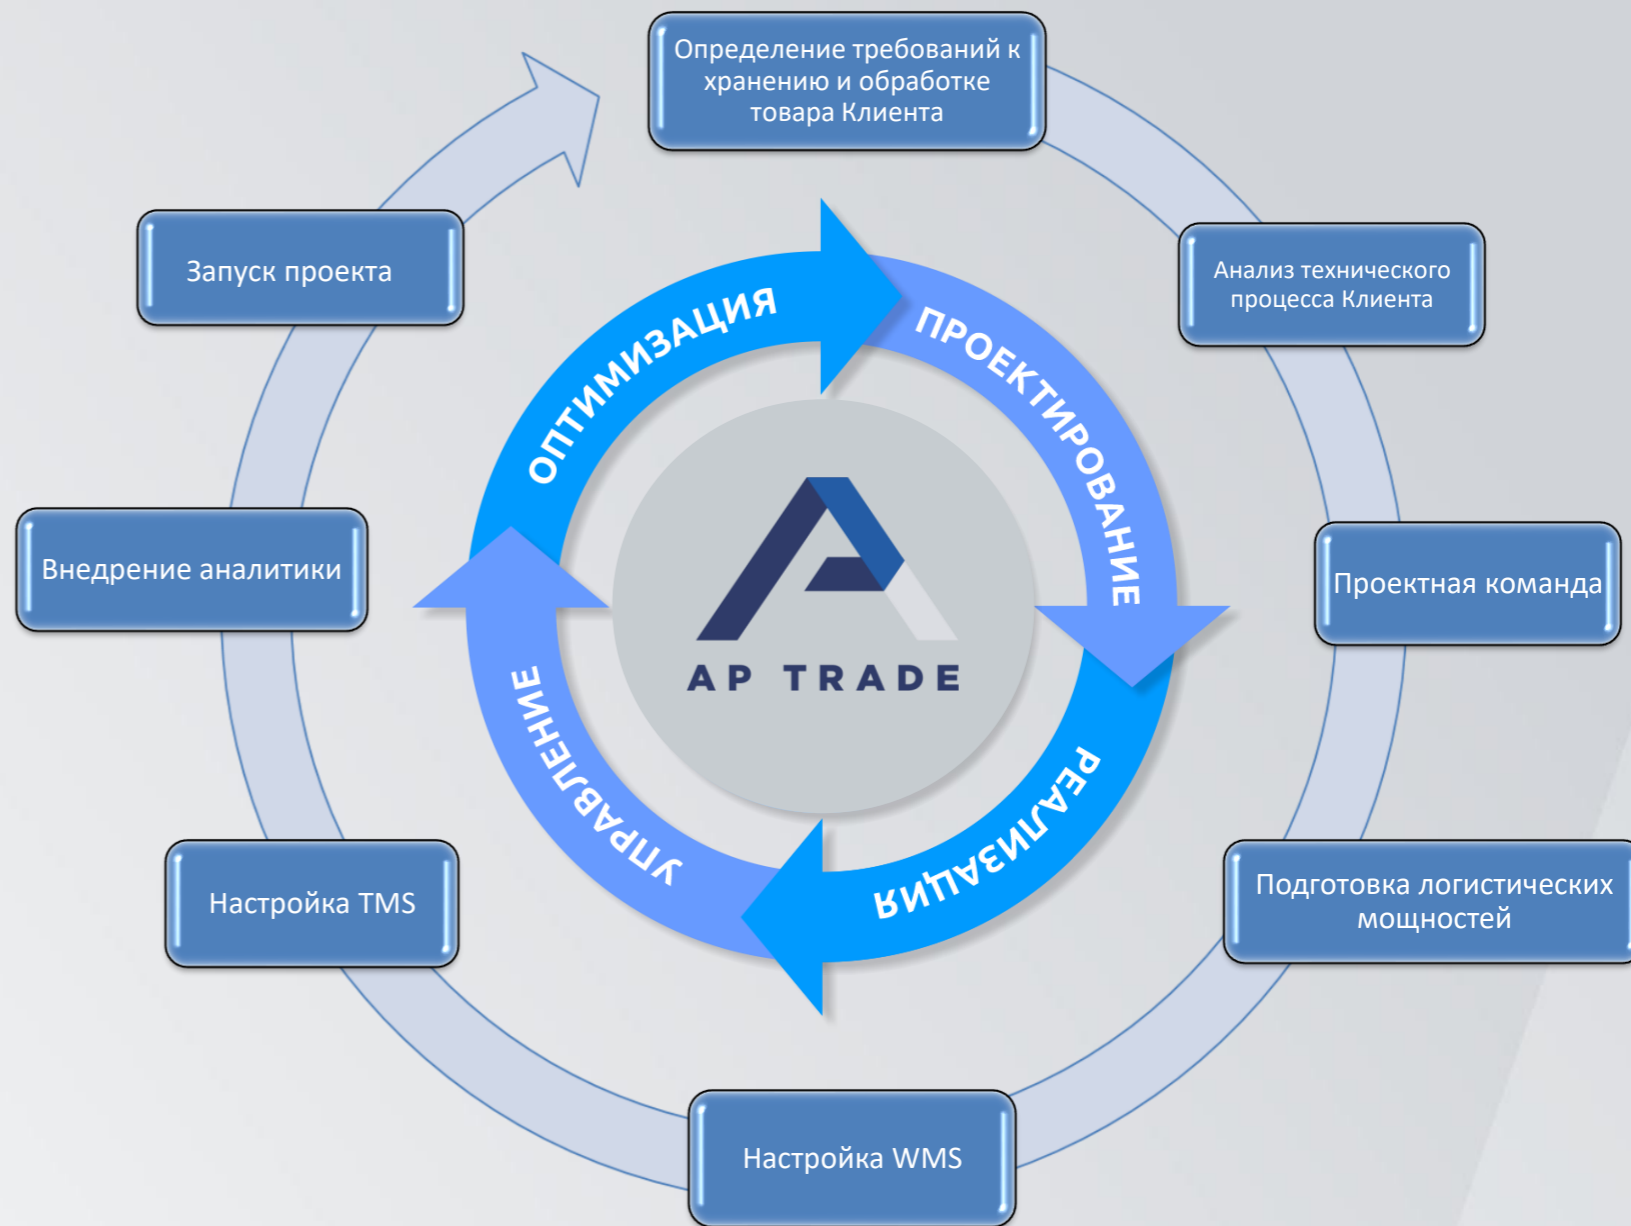 Определение требований к
хранению и обработке
товара Клиента
Анализ технического
процесса Клиента
Проектная команда
Подготовка логистических
мощностей
Настройка WMS
Настройка TMS
Внедрение аналитики
Запуск проекта
ОПТИМИЗАЦИЯ
ПРОЕКТИРОВАНИЕ
РЕАЛИЗАЦИЯ
УПРАВЛЕНИЕ
AP TRADE